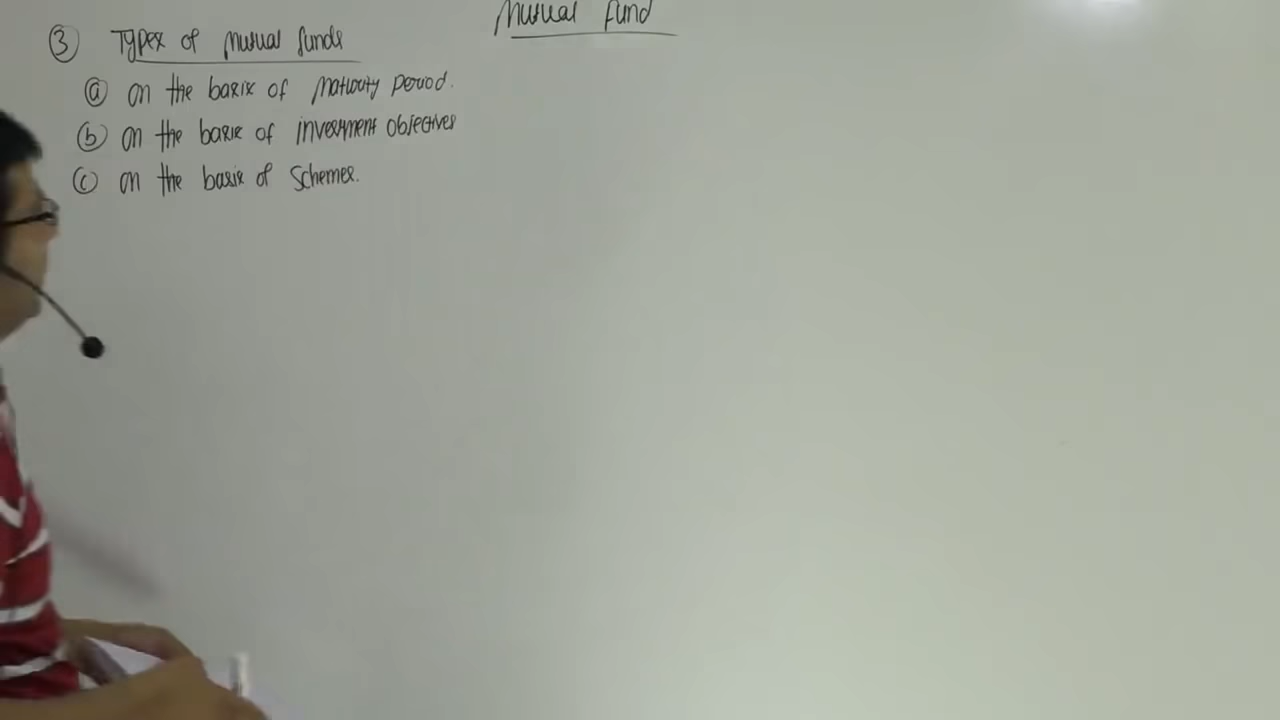 Mutual Fund
③ Types of Mutual funds
ⓐ on the basis of Maturity Period.
ⓑ on the basis of investment objectives
ⓒ on the basis of Schemes.